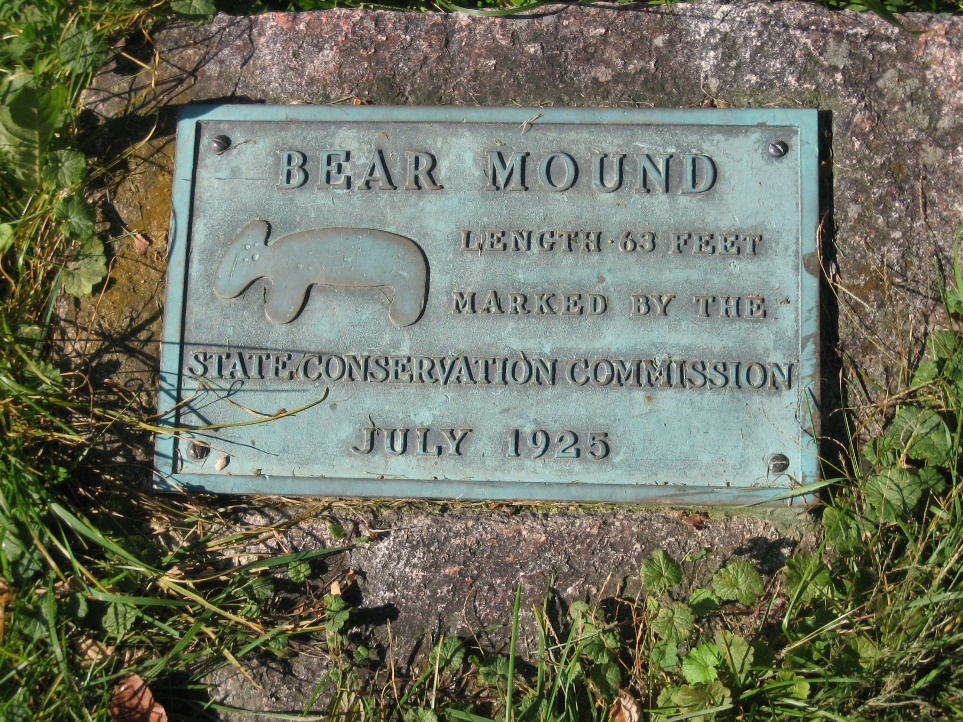 BEAR MOUND
LENGTH · 63 FEET
MARKED BY THE
STATE CONSERVATION COMMISSION
JULY 1925